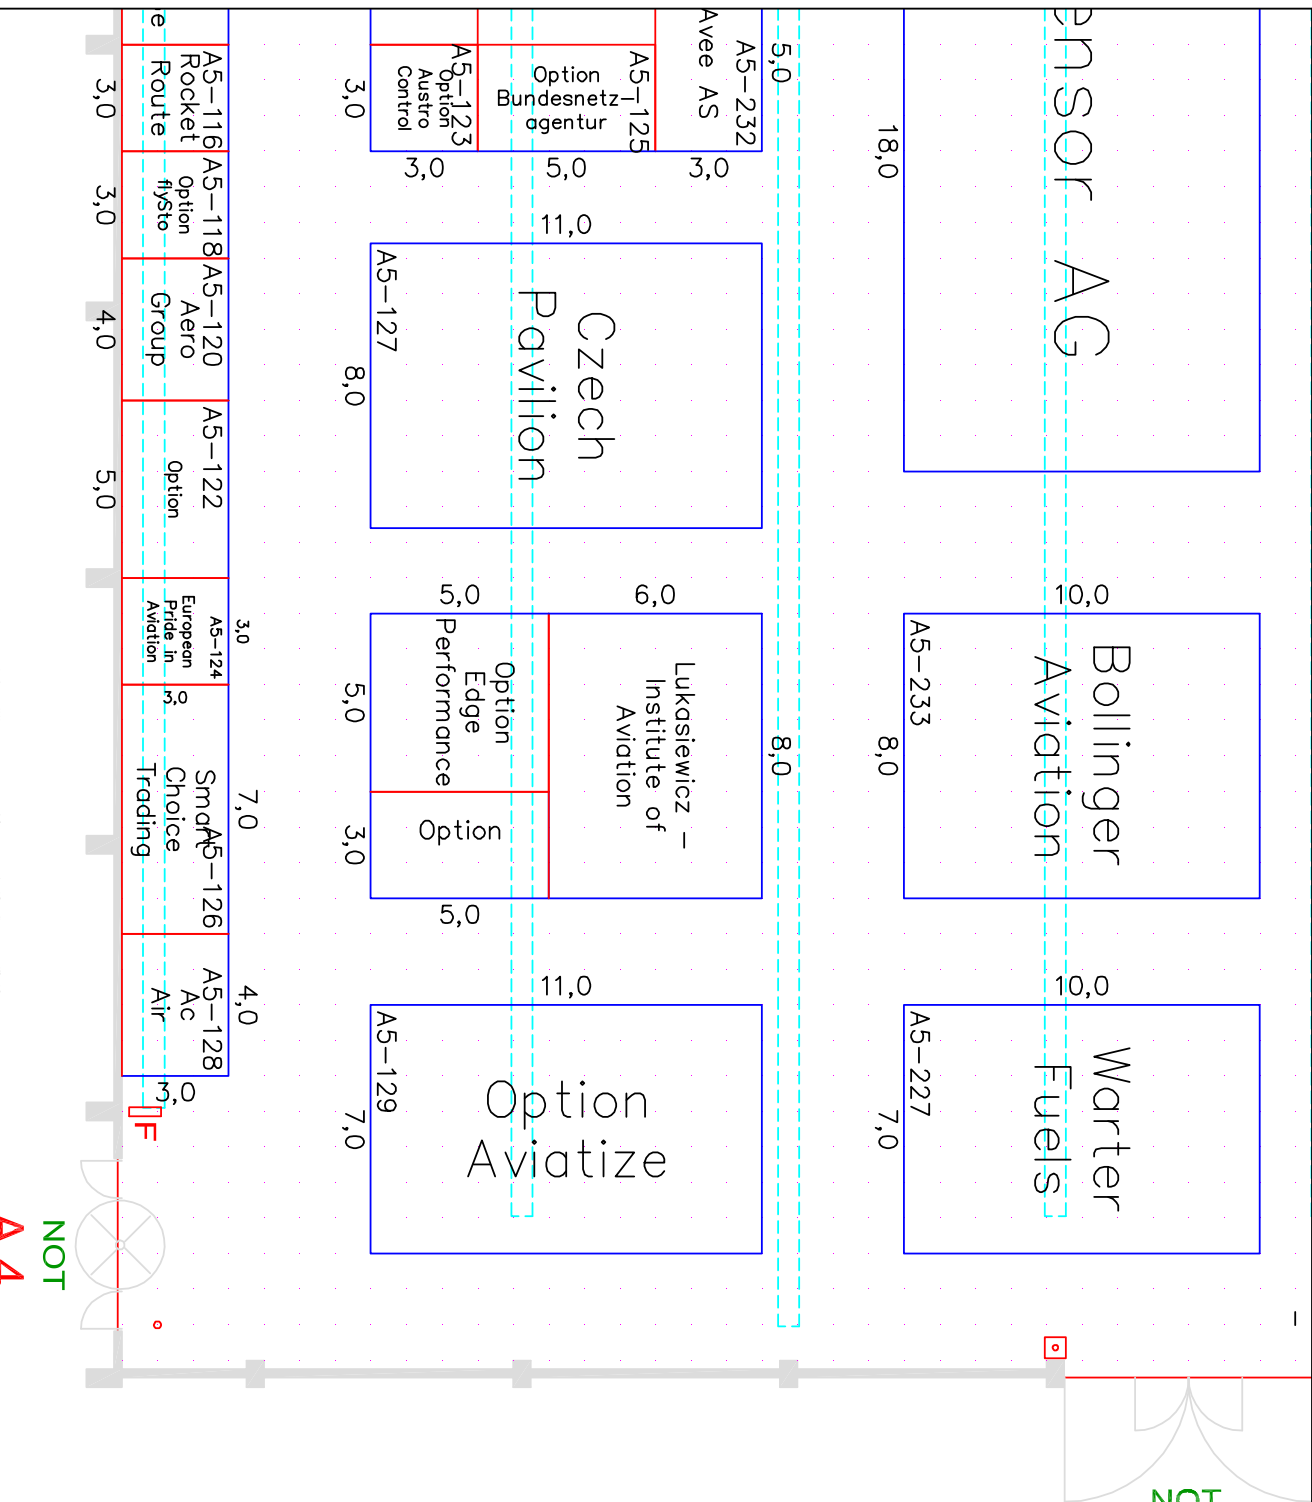 e
A5-116
Rocket
Route
3,0
A5-118
Option
flySto
3,0
A5-120
Aero
Group
4,0
A5-122
Option
5,0
A5-124
European
Pride in
Aviation
3,0
3,0
A5-126
Smart
Choice
Trading
7,0
A5-128
Ac
Air
4,0
3,0
F
A5-123
Option
Austro
Control
3,0
3,0
A5-125
Option
Bundesnetz-
agentur
5,0
A5-232
Avee AS
3,0
5,0
11,0
A5-127
Czech
Pavilion
8,0
5,0
6,0
Option
Edge
Performance
5,0
Option
3,0
5,0
Lukasiewicz -
Institute of
Aviation
8,0
11,0
A5-129
Option
Aviatize
7,0
ensor AG
18,0
10,0
A5-233
Bollinger
Aviation
8,0
10,0
A5-227
Warter
Fuels
7,0
NOT
A4
NOT